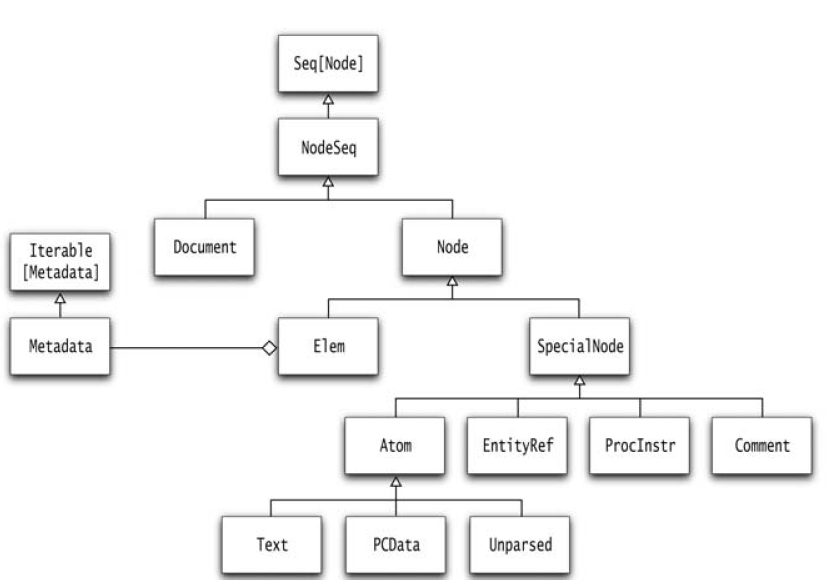 Seq[Node]
NodeSeq
Document
Node
Iterable
[Metadata]
Metadata
Elem
SpecialNode
Atom
EntityRef
ProcInstr
Comment
Text
PCData
Unparsed